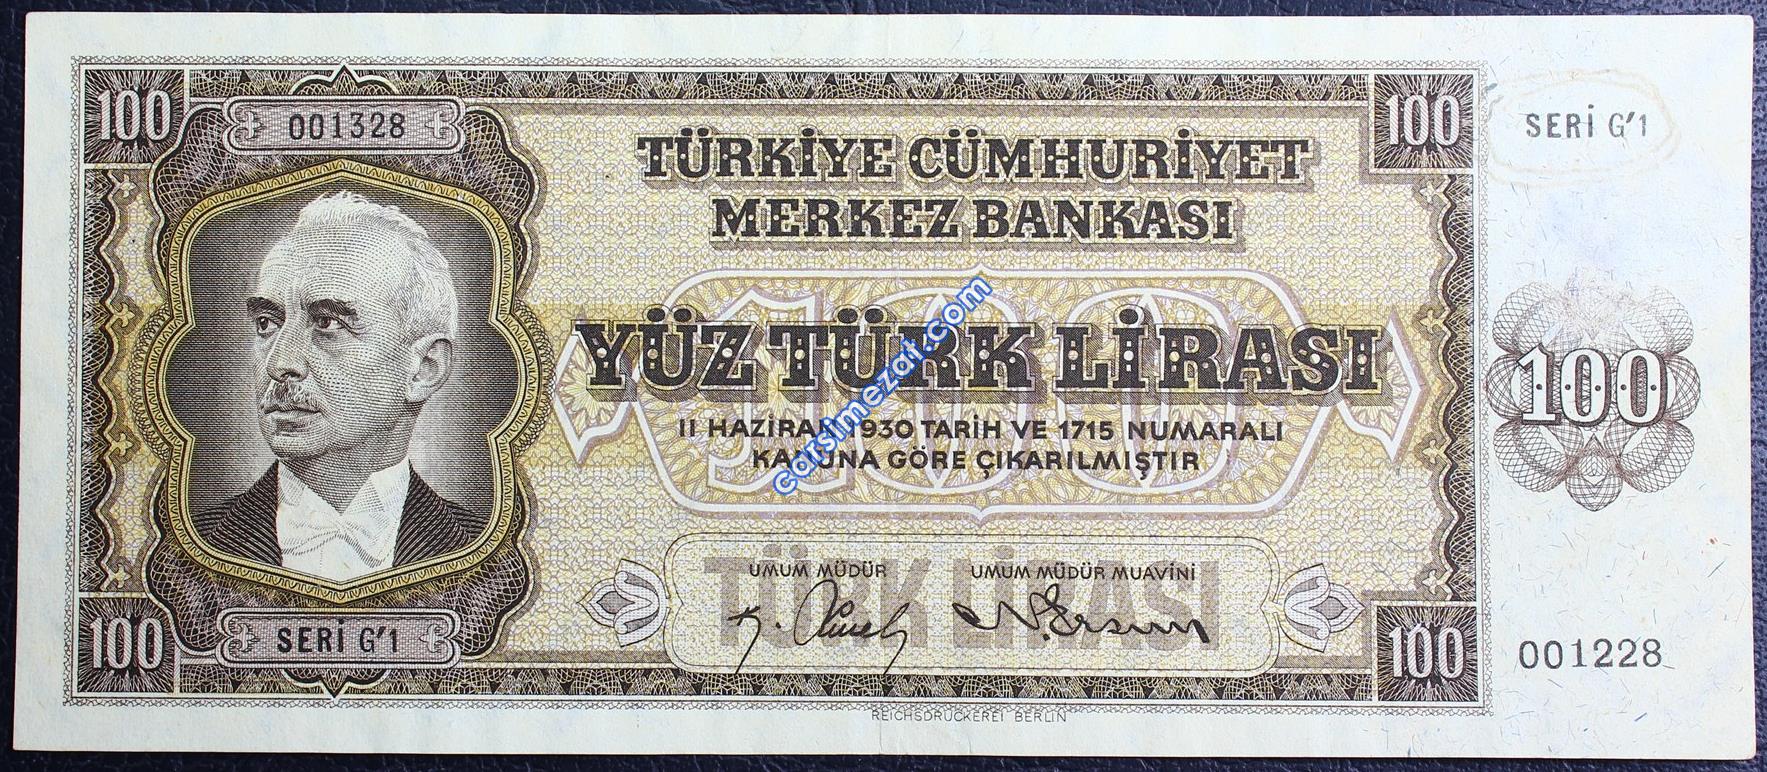 100
001328
100
SERİ G'1
TÜRKİYE CÜMHURİYET
MERKEZ BANKASI
100
YÜZ TÜRK LİRASI
100
carsimezat.com
II HAZİRAN 1930 TARİH VE 1715 NUMARALI
KANUNA GÖRE ÇIKARILMIŞTIR
TÜRK LİRASI
UMUM MÜDÜR
UMUM MÜDÜR MUAVİNİ
100
SERİ G'1
100
001228
REICHSDRUCKEREI BERLIN